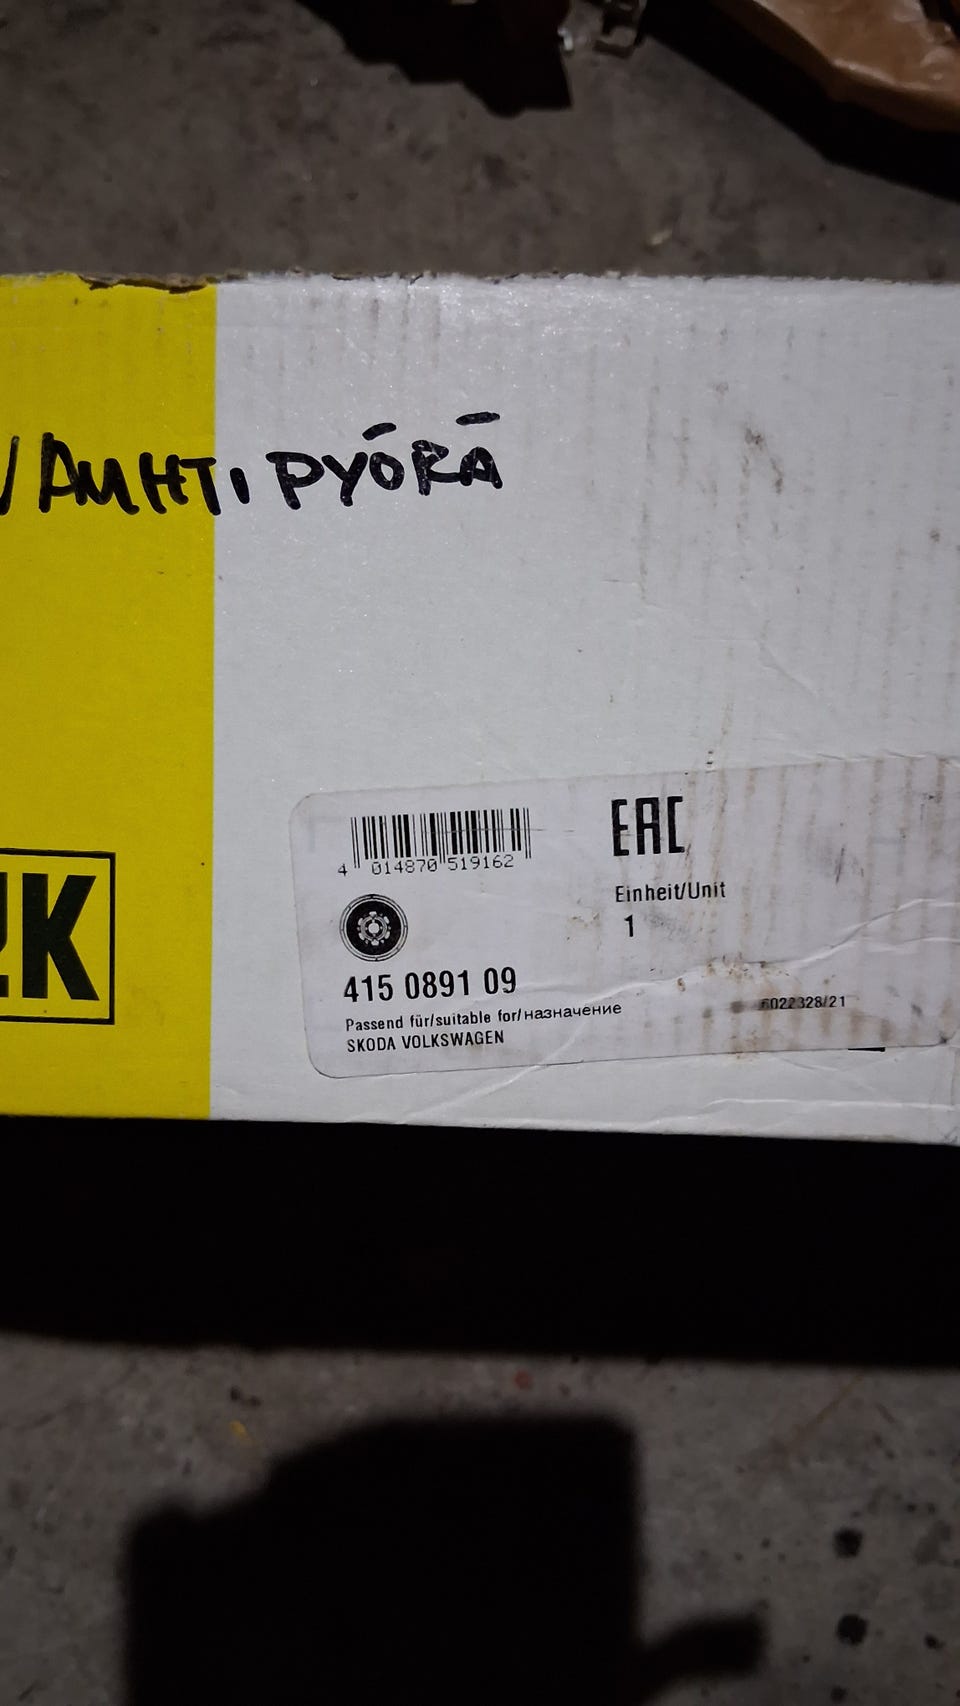 VAUHTIPYÖRÄ
4 014870 519162
EAC
Einheit/Unit
1
415 0891 09
Passend für/suitable for/назначение
SKODA VOLKSWAGEN
6022328/21